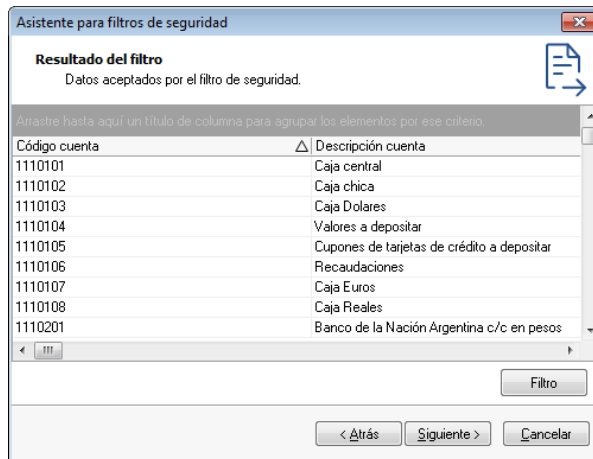 Asistente para filtros de seguridad
Resultado del filtro
Datos aceptados por el filtro de seguridad.
Arrastre hasta aquí un título de columna para agrupar los elementos por ese criterio.
Código cuenta Descripción cuenta
1110101 Caja central
1110102 Caja chica
1110103 Caja Dolares
1110104 Valores a depositar
1110105 Cupones de tarjetas de crédito a depositar
1110106 Recaudaciones
1110107 Caja Euros
1110108 Caja Reales
1110201 Banco de la Nación Argentina c/c en pesos
Filtro
< Atrás Siguiente > Cancelar